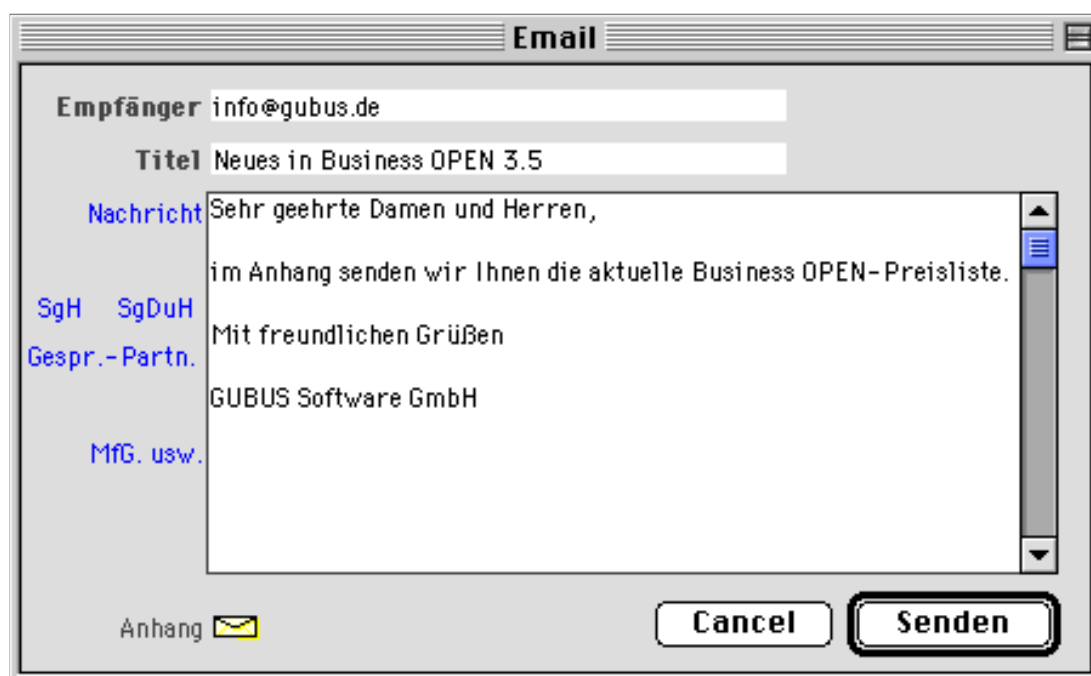 Email
Empfänger info@gubus.de
Titel Neues in Business OPEN 3.5
Nachricht Sehr geehrte Damen und Herren,
im Anhang senden wir Ihnen die aktuelle Business OPEN-Preisliste.
SgH SgDuH
Mit freundlichen Grüßen
Gespr.-Partn.
GUBUS Software GmbH
MfG. usw.
Anhang Cancel Senden